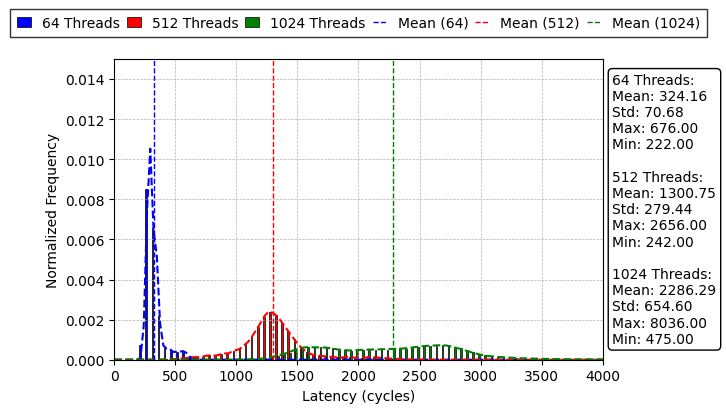 64 Threads 512 Threads 1024 Threads Mean (64) Mean (512) Mean (1024)
0.014
0.012
0.010
0.008
0.006
0.004
0.002
0.000
Normalized Frequency
0 500 1000 1500 2000 2500 3000 3500 4000
Latency (cycles)
64 Threads:
Mean: 324.16
Std: 70.68
Max: 676.00
Min: 222.00
512 Threads:
Mean: 1300.75
Std: 279.44
Max: 2656.00
Min: 242.00
1024 Threads:
Mean: 2286.29
Std: 654.60
Max: 8036.00
Min: 475.00